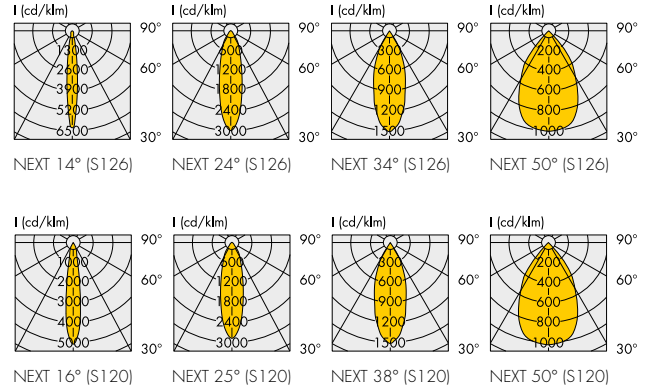 I (cd/klm) I (cd/klm) I (cd/klm) I (cd/klm)
90° 90° 90° 90°
1300 600 300 200
60° 60° 60° 60°
2600 1200 600 400
3900 1800 900 600
5200 2400 1200 800
6500 3000 1500 1000
30° 30° 30° 30°
NEXT 14° (S126) NEXT 24° (S126) NEXT 34° (S126) NEXT 50° (S126)
I (cd/klm) I (cd/klm) I (cd/klm) I (cd/klm)
90° 90° 90° 90°
1000 600 300 200
60° 60° 60° 60°
2000 1200 600 400
3000 1800 900 600
4000 2400 1200 800
5000 3000 1500 1000
30° 30° 30° 30°
NEXT 16° (S120) NEXT 25° (S120) NEXT 38° (S120) NEXT 50° (S120)